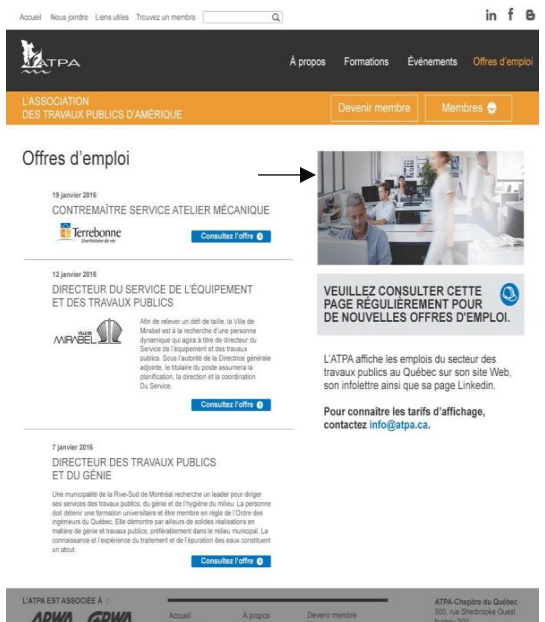 Accueil Nous joindre Liens utiles Trouvez un membre
in f B
ATPA
À propos Formations Événements Offres d'emploi
L'ASSOCIATION
DES TRAVAUX PUBLICS D'AMÉRIQUE
Devenir membre Membres
Offres d'emploi
19 janvier 2016
CONTREMAÎTRE SERVICE ATELIER MÉCANIQUE
Terrebonne
Une histoire de vie
Consultez l'offre
12 janvier 2016
DIRECTEUR DU SERVICE DE L'ÉQUIPEMENT
ET DES TRAVAUX PUBLICS
VILLE DE
MIRABEL
Afin de relever un défi de taille, la Ville de
Mirabel est à la recherche d'une personne
dynamique qui agira à titre de directeur du
Service de l'équipement et des travaux
publics. Sous l'autorité de la Directrice générale
adjointe, le titulaire du poste assumera la
planification, la direction et la coordination
Du Service.
Consultez l'offre
7 janvier 2016
DIRECTEUR DES TRAVAUX PUBLICS
ET DU GÉNIE
Une municipalité de la Rive-Sud de Montréal recherche un leader pour diriger
ses services des travaux publics, du génie et de l'hygiène du milieu. La personne
doit détenir une formation universitaire et être membre en règle de l'Ordre des
ingénieurs du Québec. Elle démontre par ailleurs de solides réalisations en
matière de génie et travaux publics, préférablement dans le milieu municipal. La
connaissance et l'expérience du traitement et de l'épuration des eaux constituent
un atout.
Consultez l'offre
VEUILLEZ CONSULTER CETTE
PAGE RÉGULIÈREMENT POUR
DE NOUVELLES OFFRES D'EMPLOI.
L'ATPA affiche les emplois du secteur des
travaux publics au Québec sur son site Web,
son infolettre ainsi que sa page Linkedin.
Pour connaître les tarifs d'affichage,
contactez info@atpa.ca.
L'ATPA EST ASSOCIÉE À :
APWA CPWA
Accueil À propos Devenir membre
ATPA-Chapitre du Québec
500, rue Sherbrooke Ouest